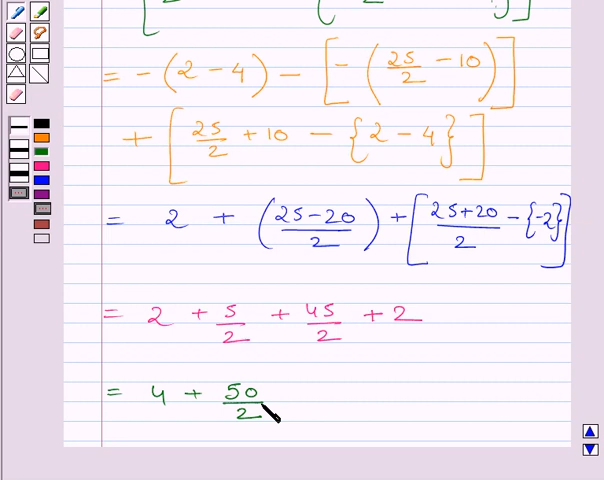 = -(2-4) - [-(25/2 - 10)]
+ [25/2 + 10 - {2-4}]
= 2 + (25-20/2) + [25+20/2 - {-2}]
= 2 + 5/2 + 45/2 + 2
= 4 + 50/2